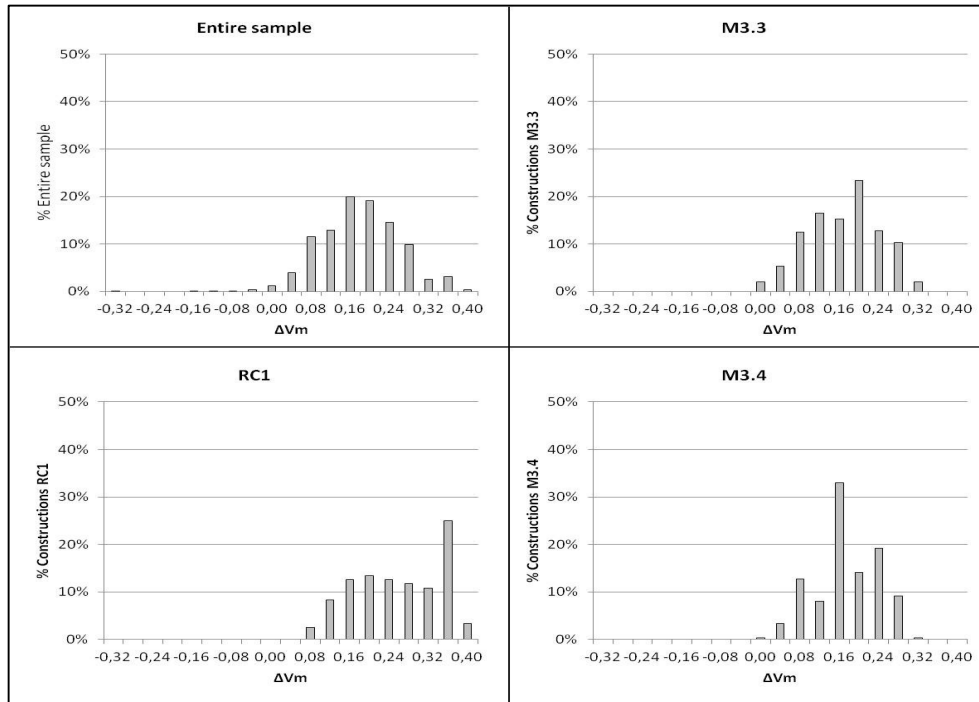 Entire sample
50%
40%
30%
20%
10%
0%
% Entire sample
-0,32 -0,24 -0,16 -0,08 0,00 0,08 0,16 0,24 0,32 0,40
ΔVm
M3.3
50%
40%
30%
20%
10%
0%
% Constructions M3.3
-0,32 -0,24 -0,16 -0,08 0,00 0,08 0,16 0,24 0,32 0,40
ΔVm
RC1
50%
40%
30%
20%
10%
0%
% Constructions RC1
-0,32 -0,24 -0,16 -0,08 0,00 0,08 0,16 0,24 0,32 0,40
ΔVm
M3.4
50%
40%
30%
20%
10%
0%
% Constructions M3.4
-0,32 -0,24 -0,16 -0,08 0,00 0,08 0,16 0,24 0,32 0,40
ΔVm